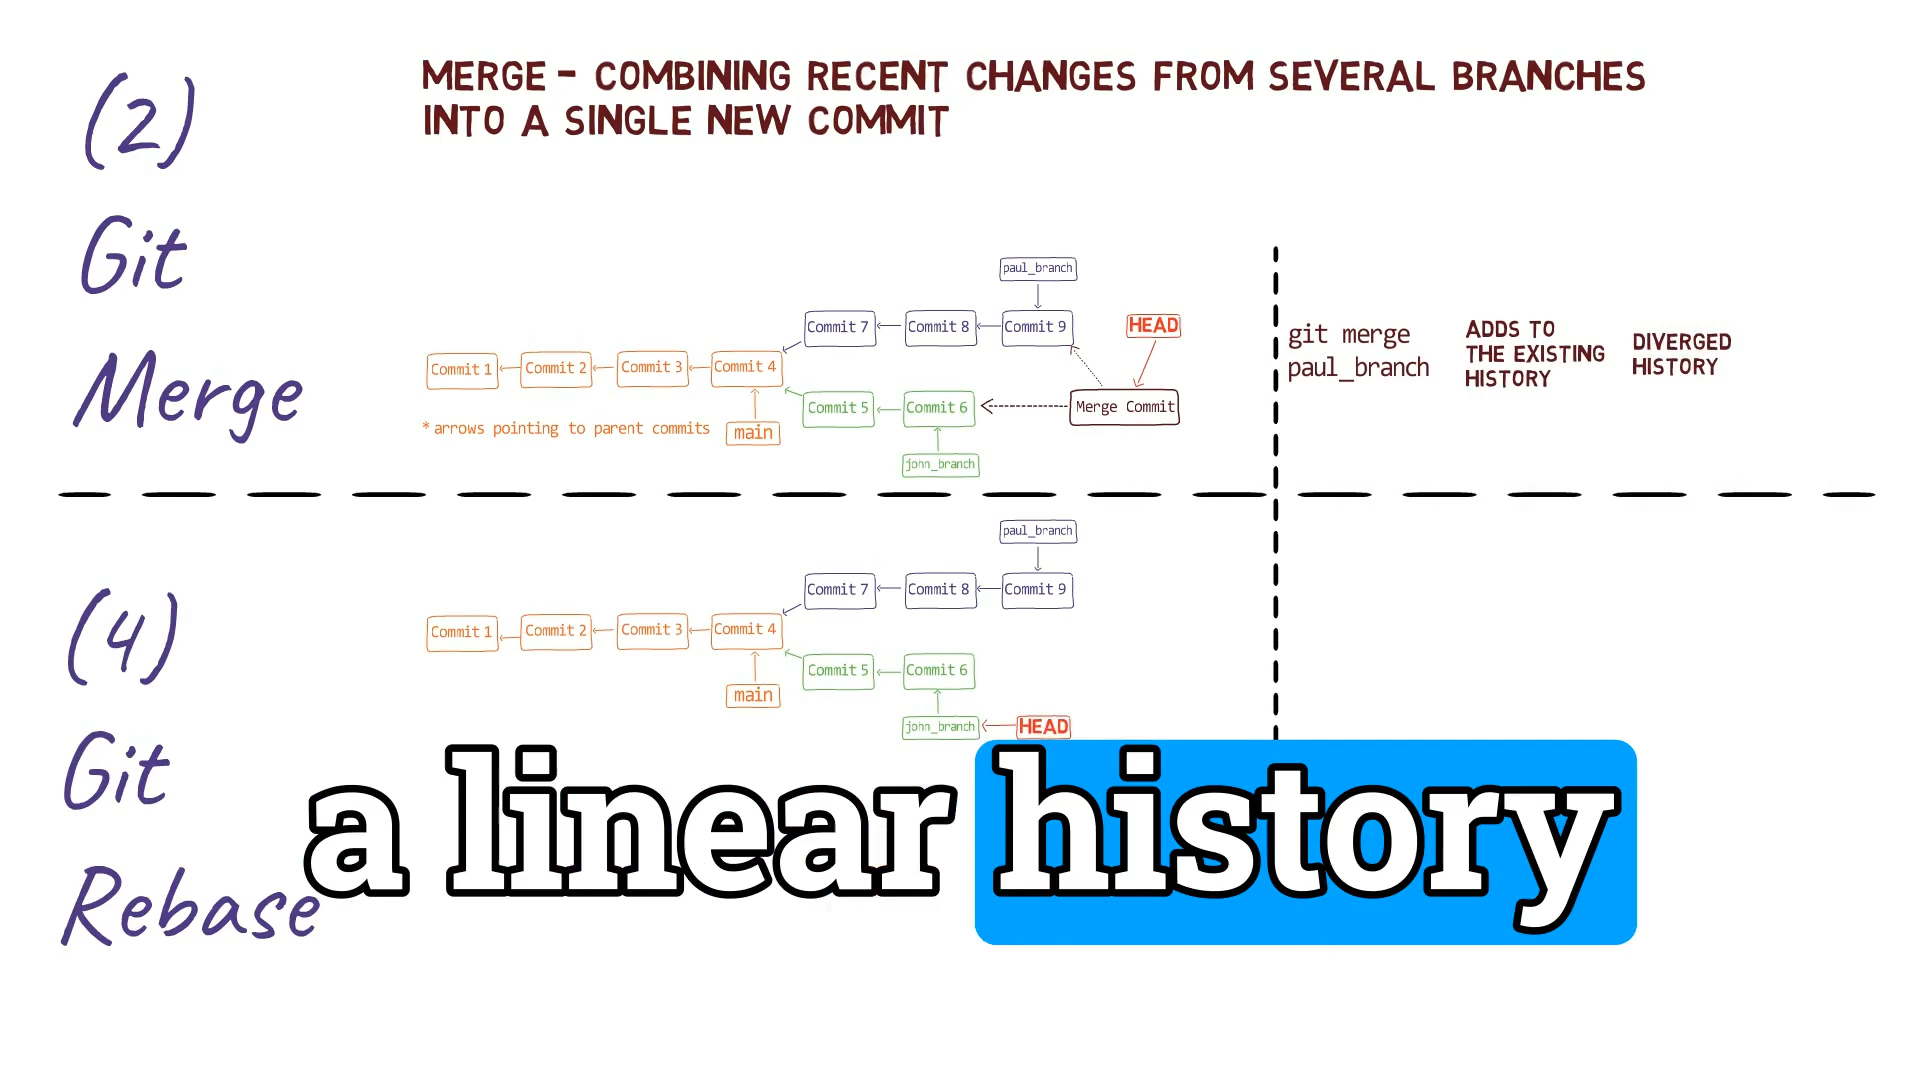 (2)
Git
Merge
MERGE - COMBINING RECENT CHANGES FROM SEVERAL BRANCHES
INTO A SINGLE NEW COMMIT
paul_branch
Commit 7
Commit 8
Commit 9
HEAD
Commit 1
Commit 2
Commit 3
Commit 4
Commit 5
Commit 6
Merge Commit
* arrows pointing to parent commits
main
john_branch
git merge
paul_branch
ADDS TO
THE EXISTING
HISTORY
DIVERGED
HISTORY
(4)
Git
Rebase
paul_branch
Commit 7
Commit 8
Commit 9
Commit 1
Commit 2
Commit 3
Commit 4
Commit 5
Commit 6
main
john_branch
HEAD
a linear history